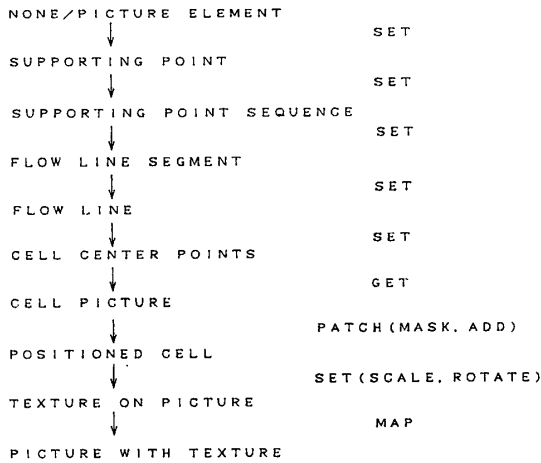 NONE/PICTURE ELEMENT
SET
SUPPORTING POINT
SET
SUPPORTING POINT SEQUENCE
SET
FLOW LINE SEGMENT
SET
FLOW LINE
SET
CELL CENTER POINTS
GET
CELL PICTURE
PATCH(MASK, ADD)
POSITIONED CELL
SET(SCALE, ROTATE)
TEXTURE ON PICTURE
MAP
PICTURE WITH TEXTURE